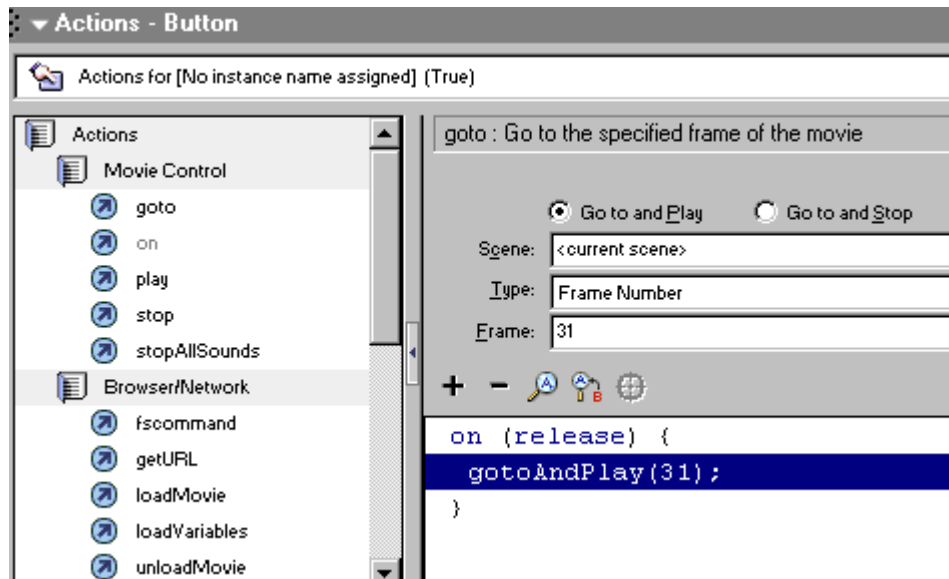 Actions - Button
Actions for [No instance name assigned] (True)
Actions
Movie Control
goto
on
play
stop
stopAllSounds
Browser/Network
fscommand
getURL
loadMovie
loadVariables
unloadMovie
goto : Go to the specified frame of the movie
Go to and Play Go to and Stop
Scene: <current scene>
Type: Frame Number
Frame: 31
on (release) {
gotoAndPlay(31);
}